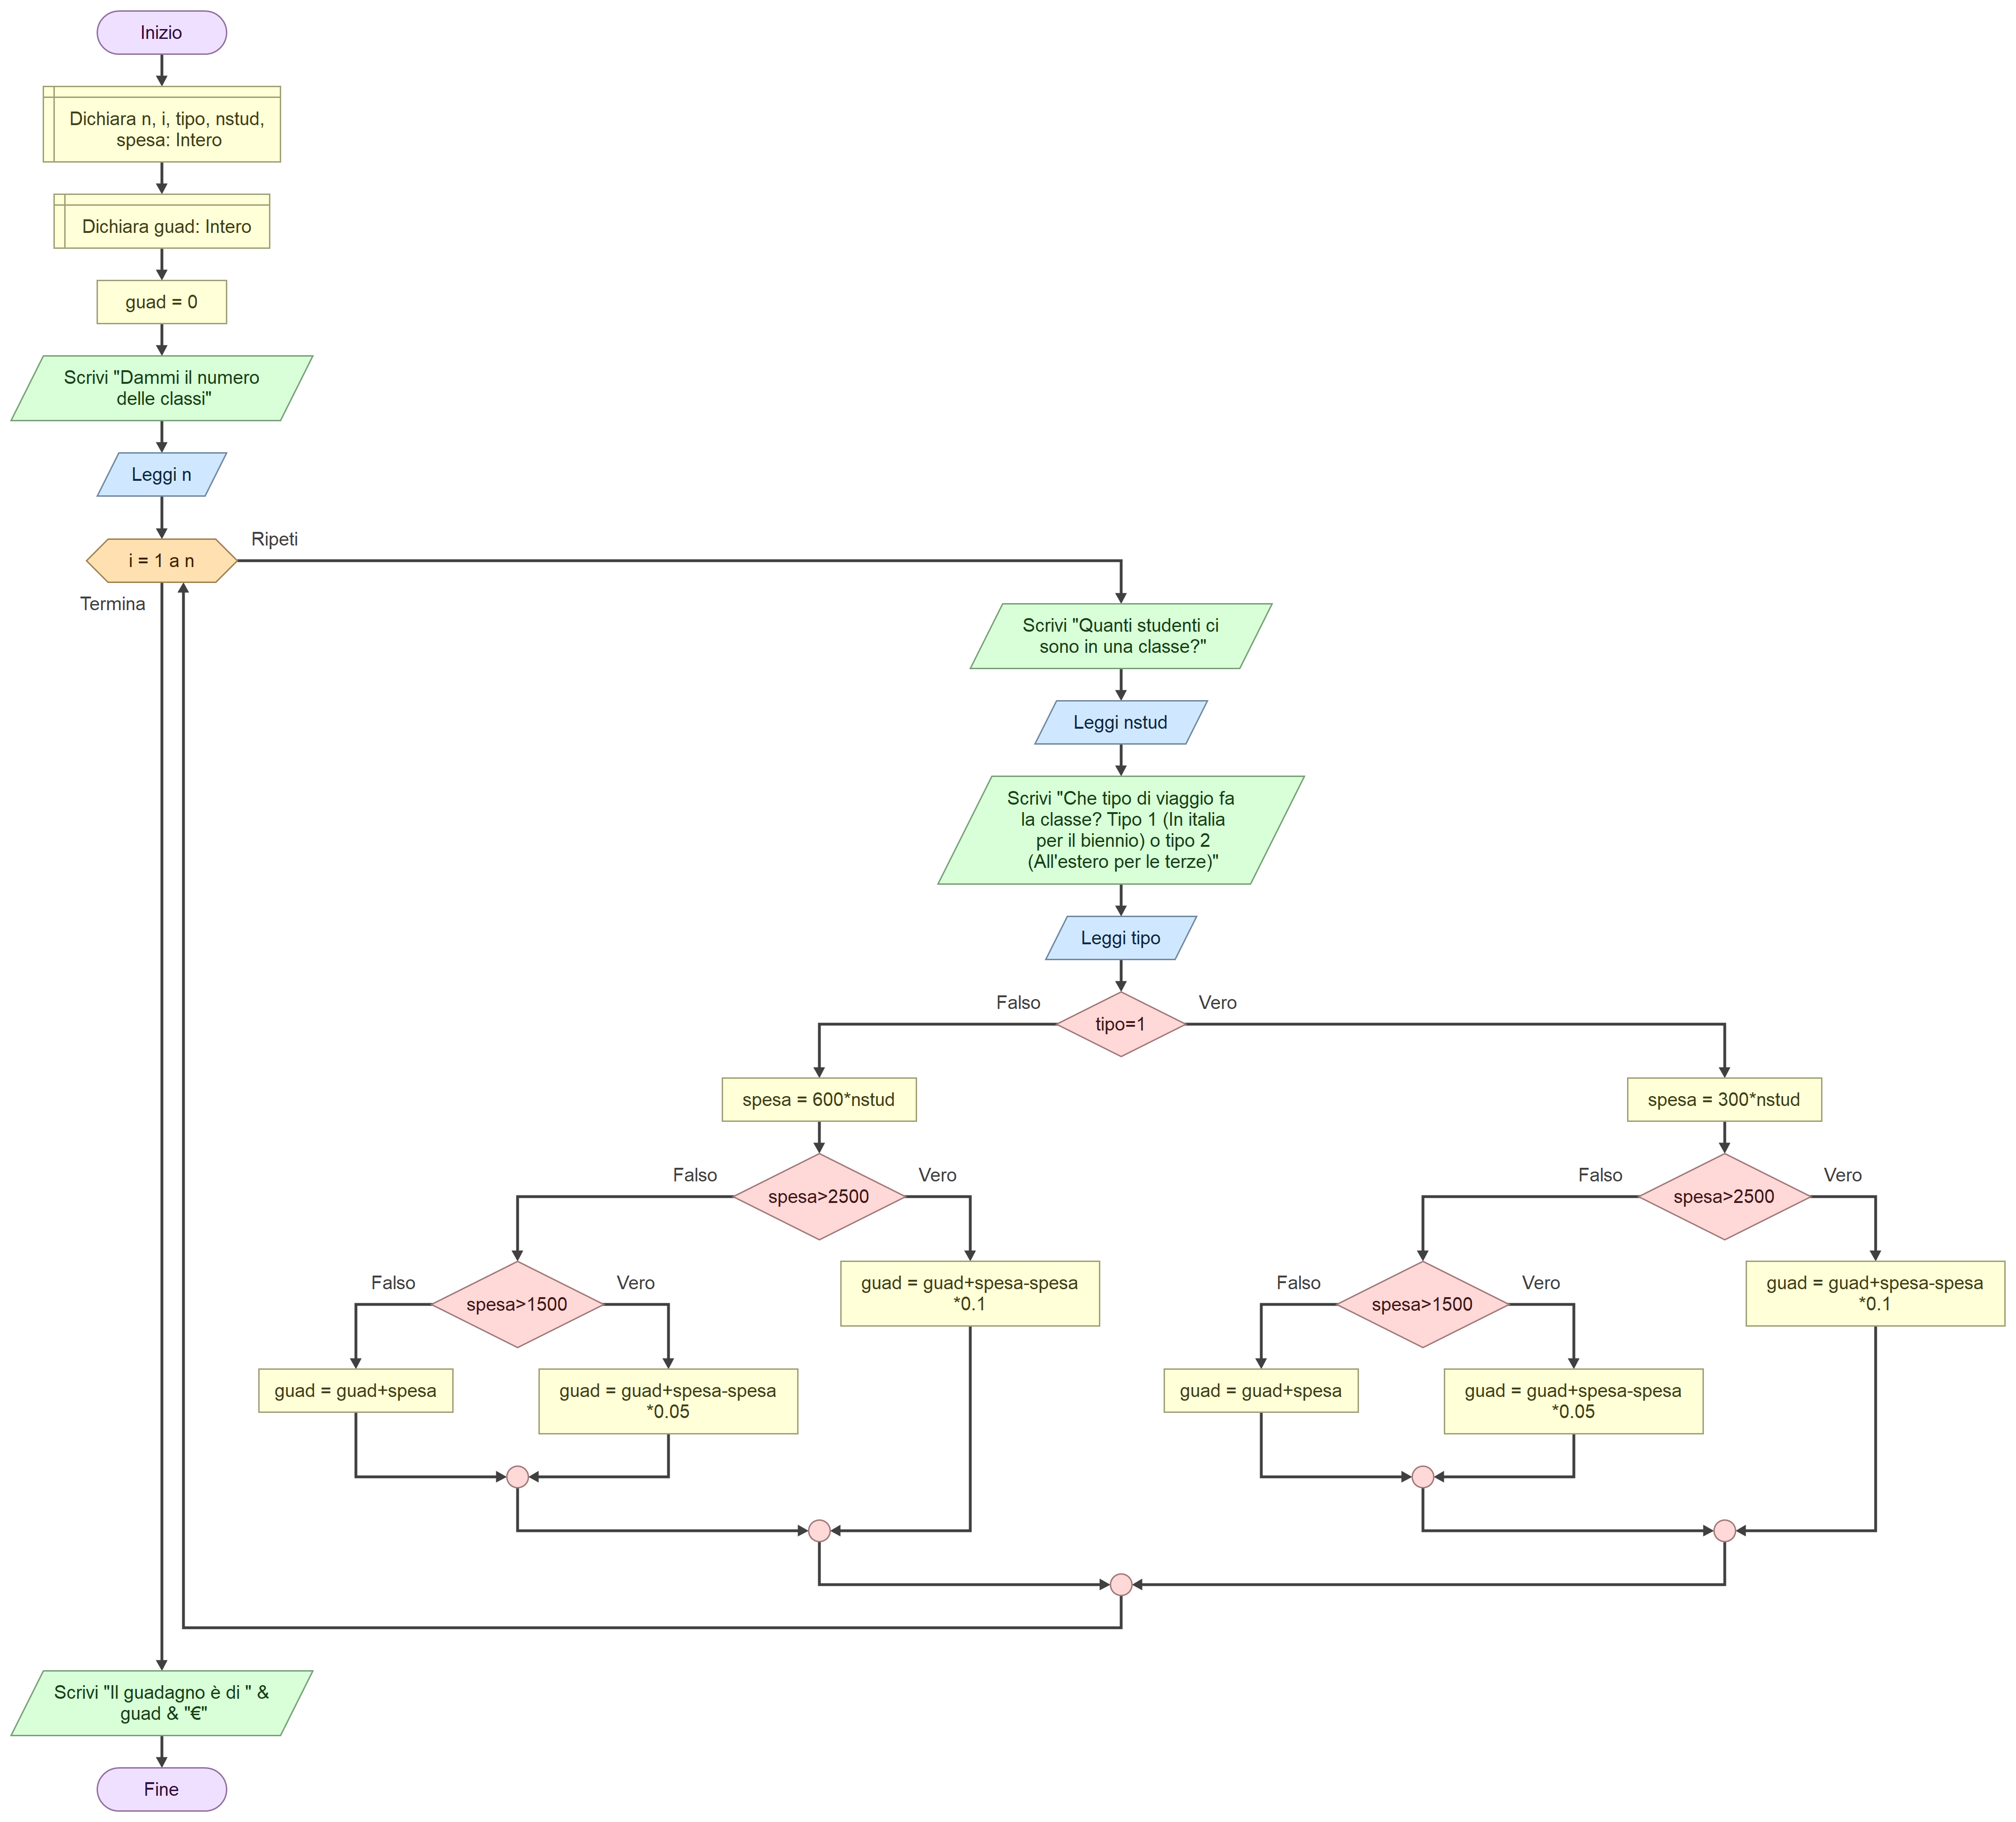 Inizio
Dichiara n, i, tipo, nstud,
spesa: Intero
Dichiara guad: Intero
guad = 0
Scrivi "Dammi il numero
delle classi"
Leggi n
i = 1 a n
Ripeti
Termina
Scrivi "Quanti studenti ci
sono in una classe?"
Leggi nstud
Scrivi "Che tipo di viaggio fa
la classe? Tipo 1 (In italia
per il biennio) o tipo 2
(All'estero per le terze)"
Leggi tipo
tipo=1
Falso
Vero
spesa = 600*nstud
spesa>2500
Falso
Vero
spesa>1500
Falso
Vero
guad = guad+spesa
guad = guad+spesa-spesa
*0.05
guad = guad+spesa-spesa
*0.1
spesa = 300*nstud
spesa>2500
Falso
Vero
spesa>1500
Falso
Vero
guad = guad+spesa
guad = guad+spesa-spesa
*0.05
guad = guad+spesa-spesa
*0.1
Scrivi "Il guadagno è di " &
guad & "€"
Fine